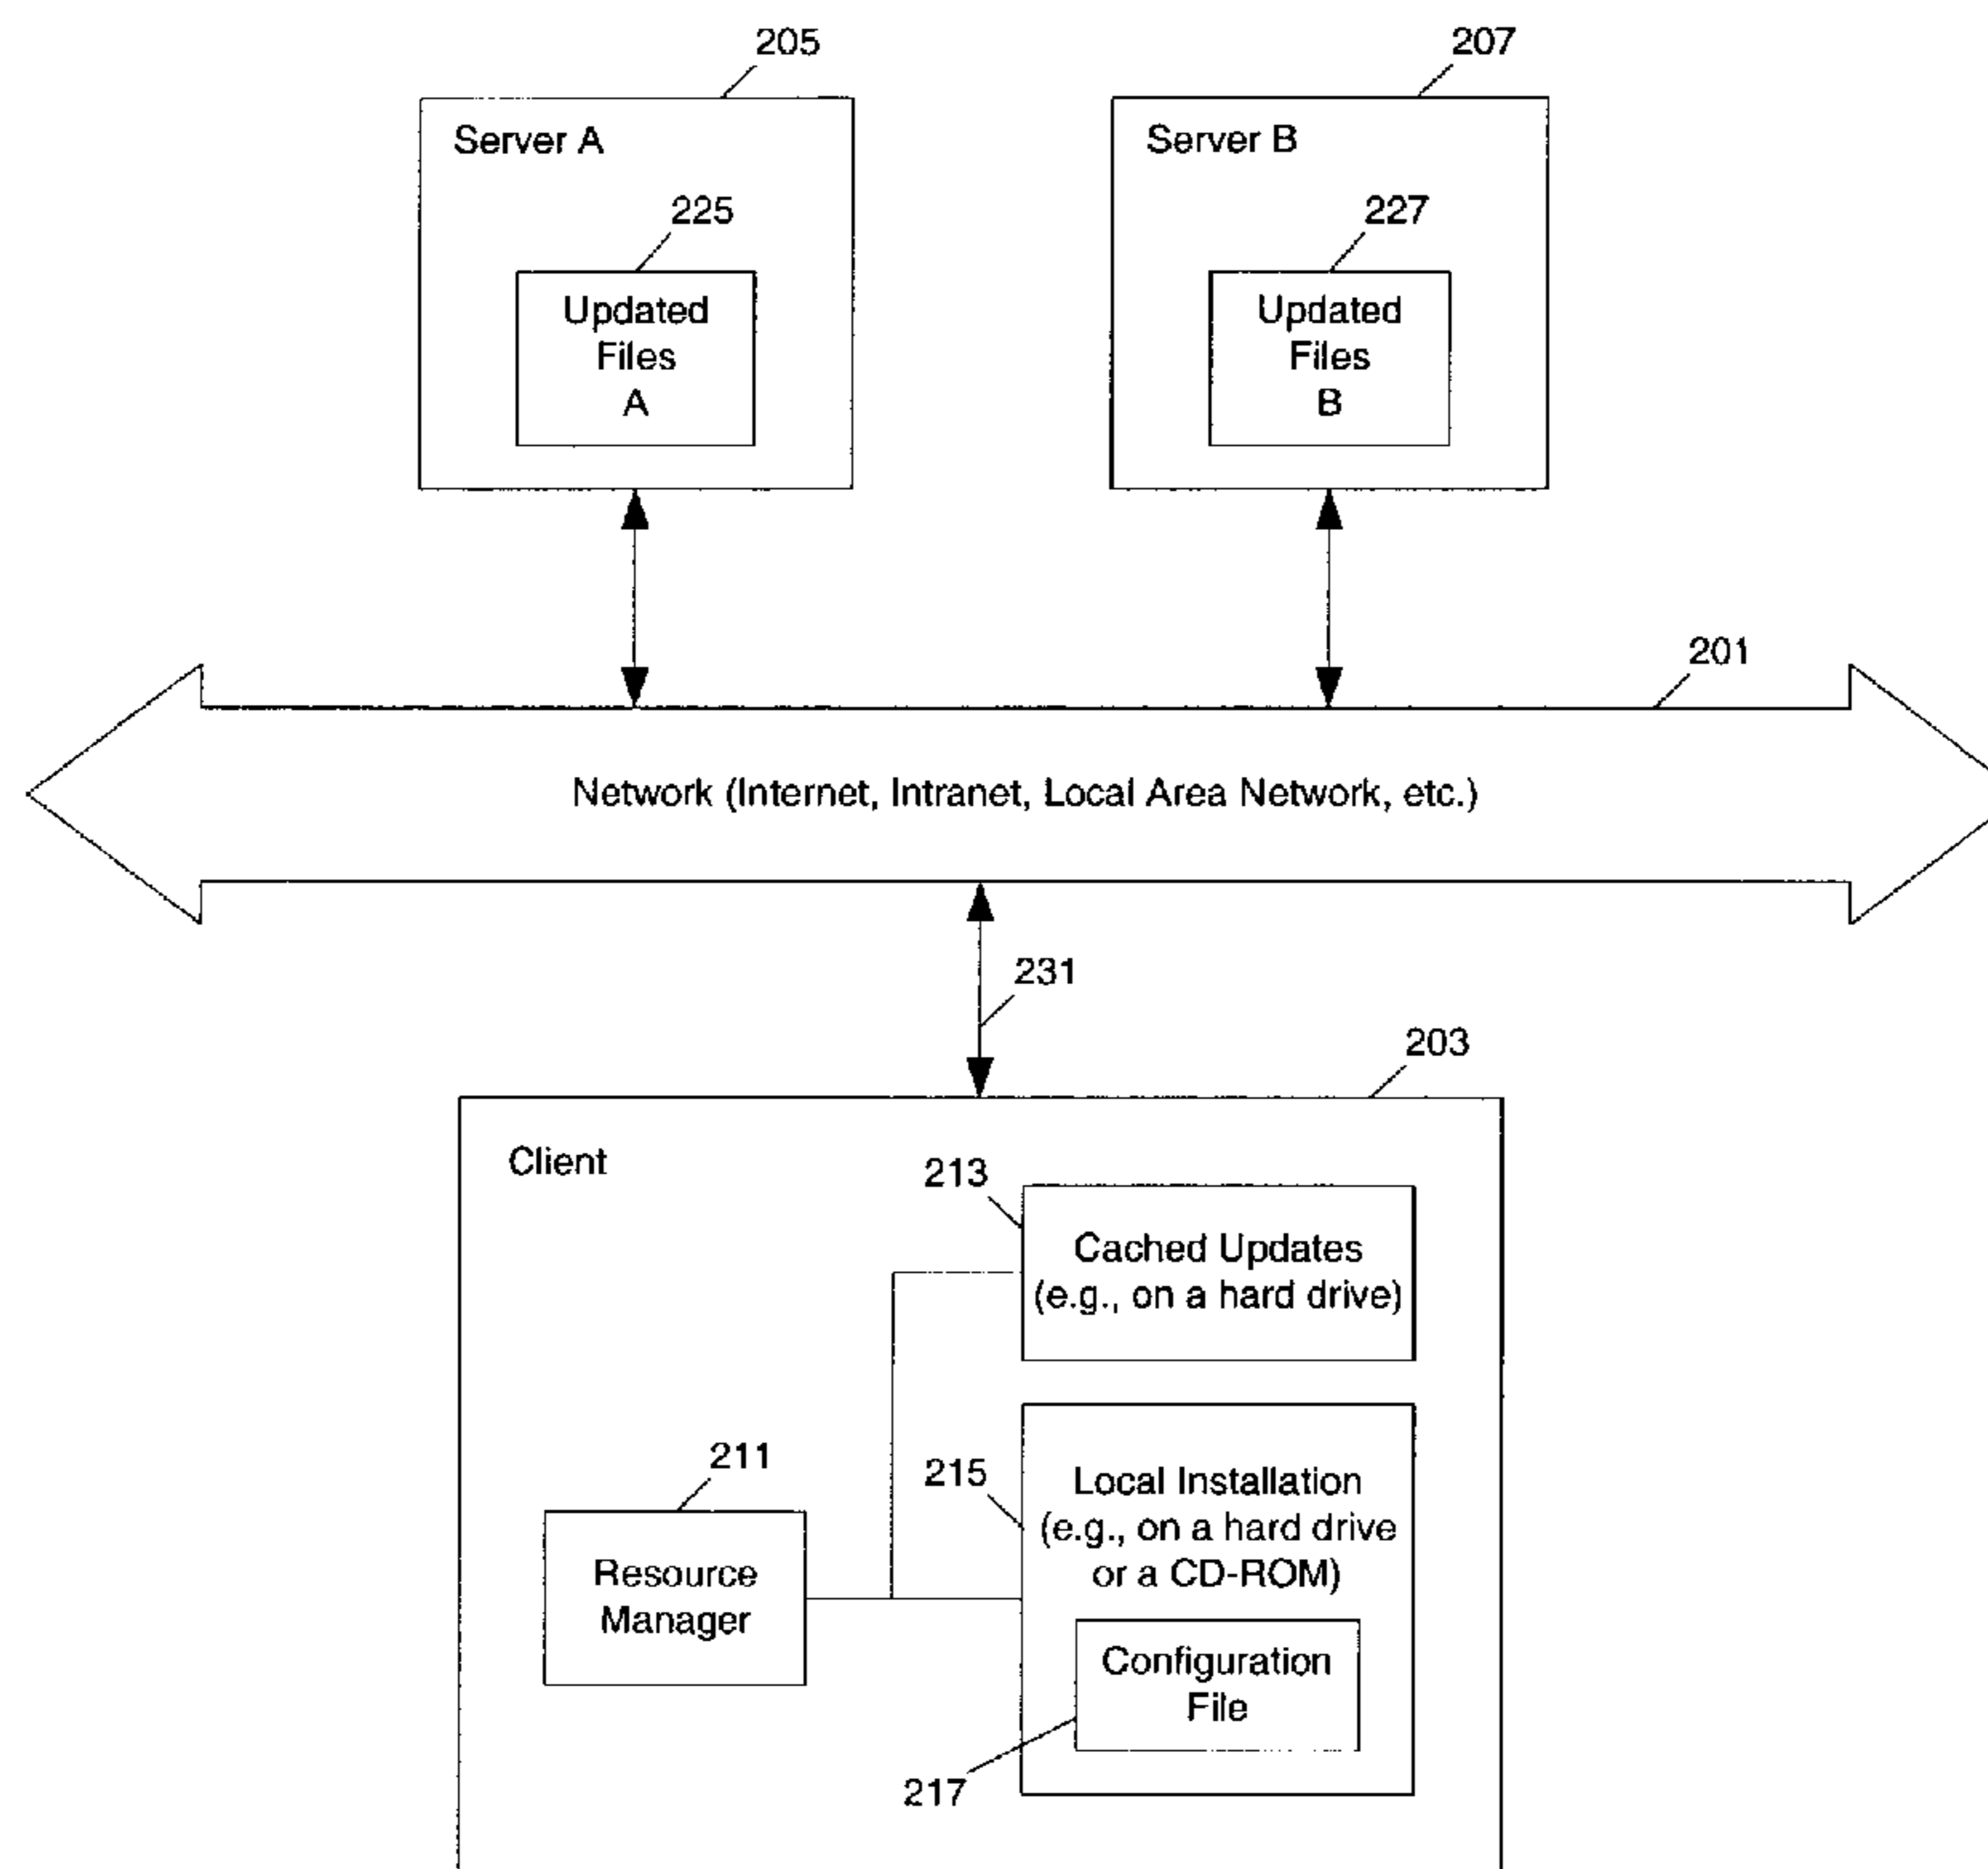 205
207
Server A
Server B
225
227
Updated
Files
A
Updated
Files
B
201
Network (Internet, Intranet, Local Area Network, etc.)
231
203
Client
213
Cached Updates
(e.g., on a hard drive)
211
215
Local Installation
(e.g., on a hard drive
or a CD-ROM)
Resource
Manager
Configuration
File
217